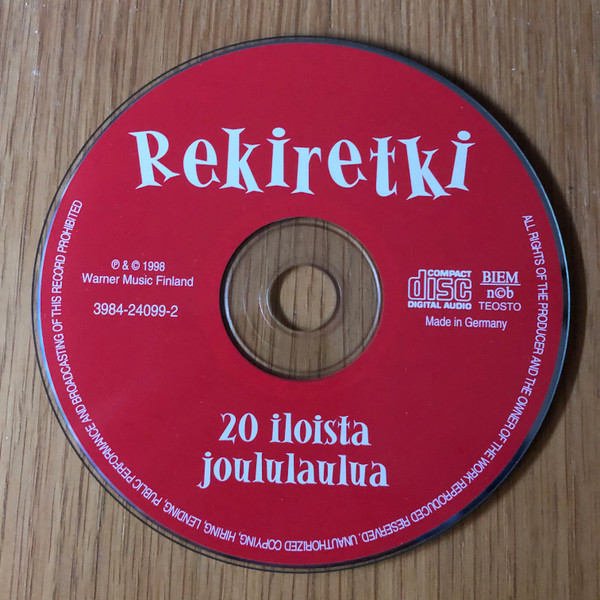 Rekiretki
℗ & © 1998
Warner Music Finland
3984-24099-2
COMPACT
disc
DIGITAL AUDIO
BIEM
n©b
TEOSTO
Made in Germany
20 iloista
joululaulua
ALL RIGHTS OF THE PRODUCER AND THE OWNER OF THE WORK REPRODUCED RESERVED. UNAUTHORIZED COPYING, HIRING, LENDING, PUBLIC PERFORMANCE AND BROADCASTING OF THIS RECORD PROHIBITED